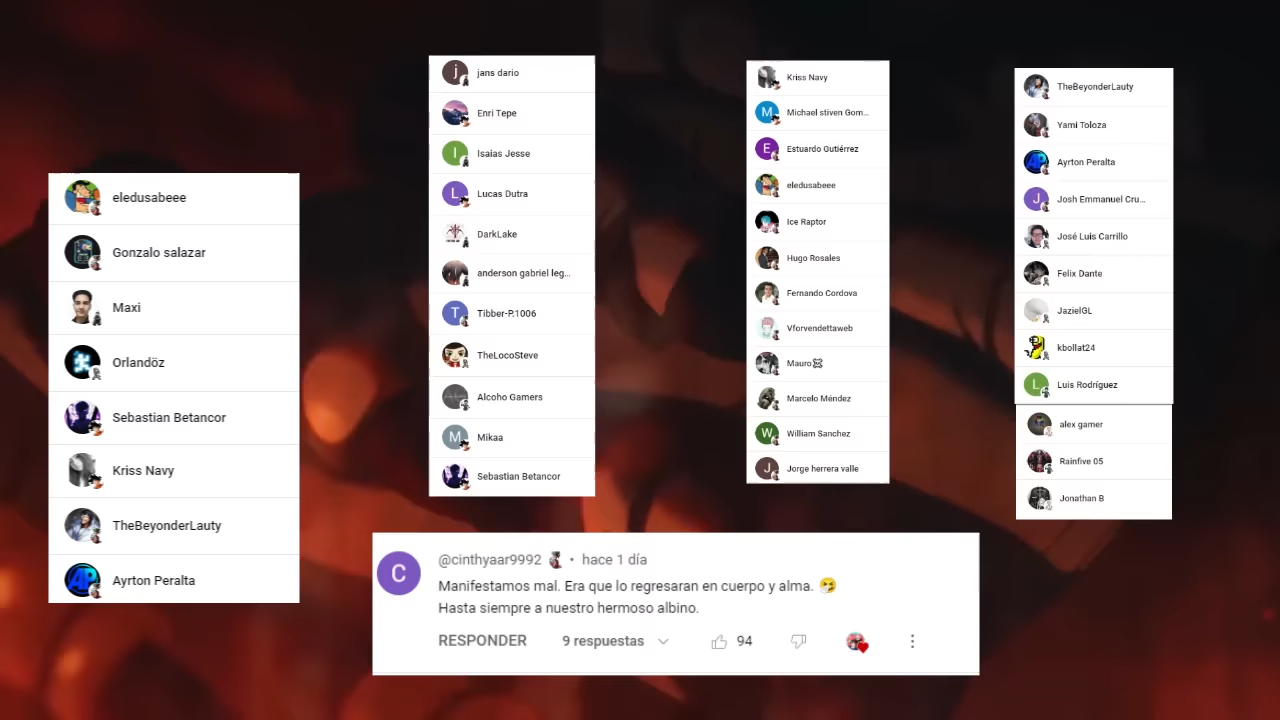 eledusabeee
Gonzalo salazar
Maxi
Orlandöz
Sebastian Betancor
Kriss Navy
TheBeyonderLauty
Ayrton Peralta
jans dario
Enri Tepe
Isaias Jesse
Lucas Dutra
DarkLake
anderson gabriel leg...
Tibber-P.1006
TheLocoSteve
Alcoho Gamers
Mikaa
Sebastian Betancor
Kriss Navy
Michael stiven Gom...
Estuardo Gutiérrez
eledusabeee
Ice Raptor
Hugo Rosales
Fernando Cordova
Vforvendettaweb
Mauro
Marcelo Méndez
William Sanchez
Jorge herrera valle
TheBeyonderLauty
Yami Toloza
Ayrton Peralta
Josh Emmanuel Cru...
José Luis Carrillo
Felix Dante
JazielGL
kbollat24
Luis Rodríguez
alex gamer
Rainfive 05
Jonathan B
@cinthyaar9992 • hace 1 día
Manifestamos mal. Era que lo regresaran en cuerpo y alma. 🤧
Hasta siempre a nuestro hermoso albino.
RESPONDER 9 respuestas 94